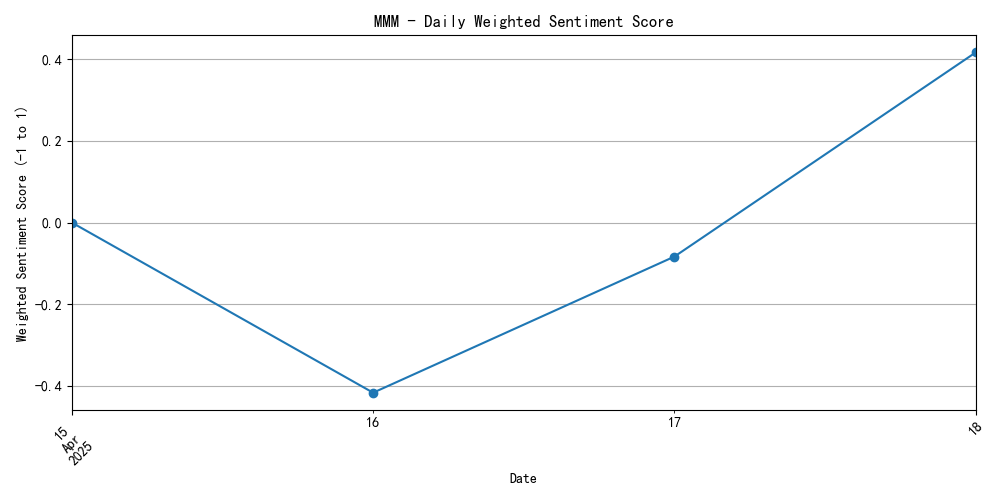 MMM - Daily Weighted Sentiment Score
Weighted Sentiment Score (-1 to 1)
0.4
0.2
0.0
-0.2
-0.4
15
Apr
2025
16
17
18
Date